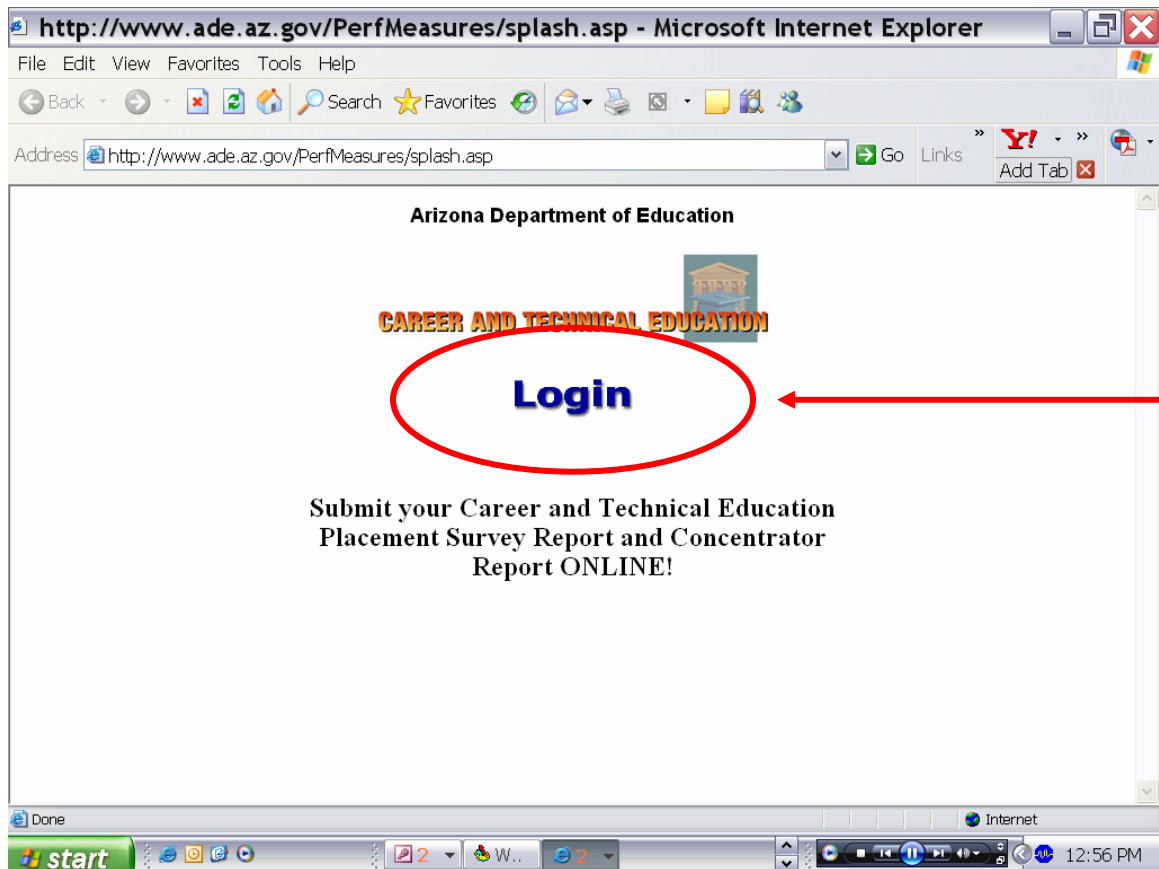 http://www.ade.az.gov/PerfMeasures/splash.asp - Microsoft Internet Explorer
File Edit View Favorites Tools Help
Back Search Favorites
Address http://www.ade.az.gov/PerfMeasures/splash.asp Go Links » Y! »
Add Tab
Arizona Department of Education
CAREER AND TECHNICAL EDUCATION
Login
Submit your Career and Technical Education
Placement Survey Report and Concentrator
Report ONLINE!
Done Internet
start 2 W.. 2 12:56 PM